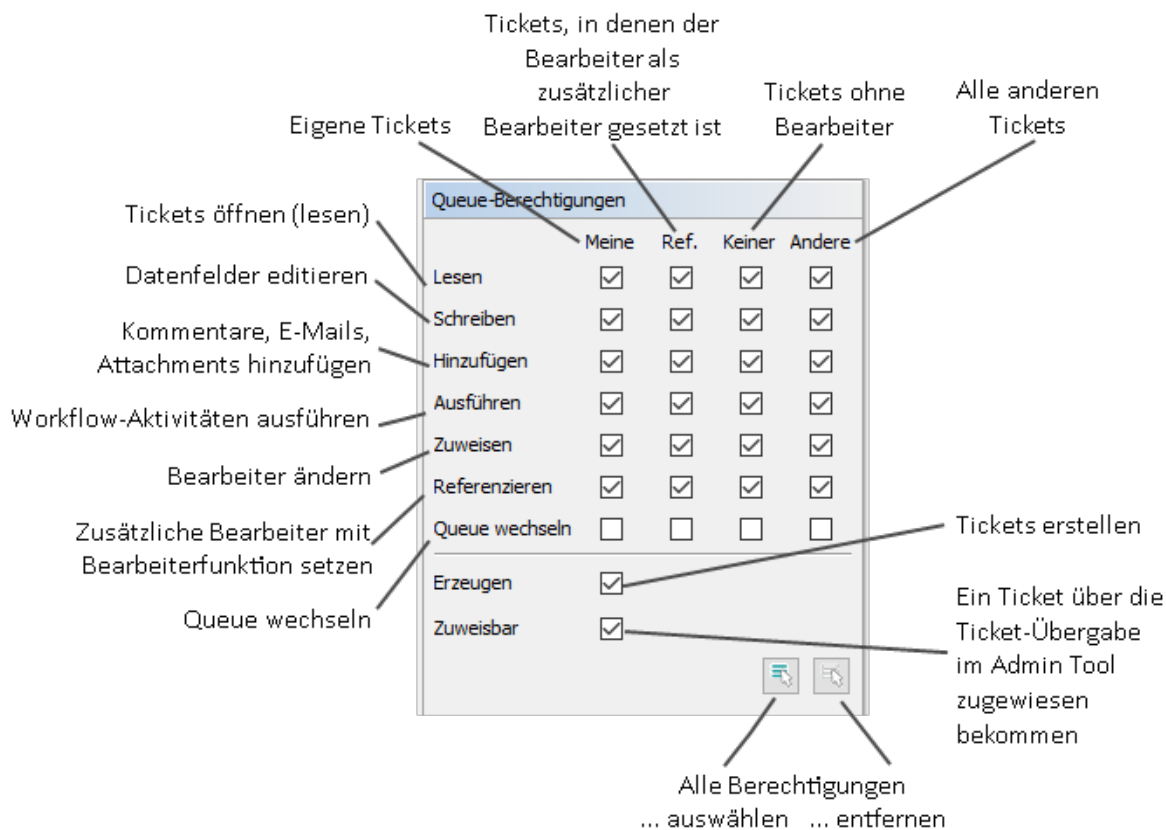 Tickets, in denen der
Bearbeiter als
zusätzlicher
Bearbeiter gesetzt ist
Eigene Tickets
Tickets ohne
Bearbeiter
Alle anderen
Tickets
Queue-Berechtigungen
Meine Ref. Keiner Andere
Tickets öffnen (lesen)
Lesen
Datenfelder editieren
Schreiben
Kommentare, E-Mails,
Attachments hinzufügen
Hinzufügen
Workflow-Aktivitäten ausführen
Ausführen
Bearbeiter ändern
Zuweisen
Zusätzliche Bearbeiter mit
Bearbeiterfunktion setzen
Referenzieren
Queue wechseln
Queue wechseln
Tickets erstellen
Erzeugen
Zuweisbar
Ein Ticket über die
Ticket-Übergabe
im Admin Tool
zugewiesen
bekommen
Alle Berechtigungen
... auswählen ... entfernen